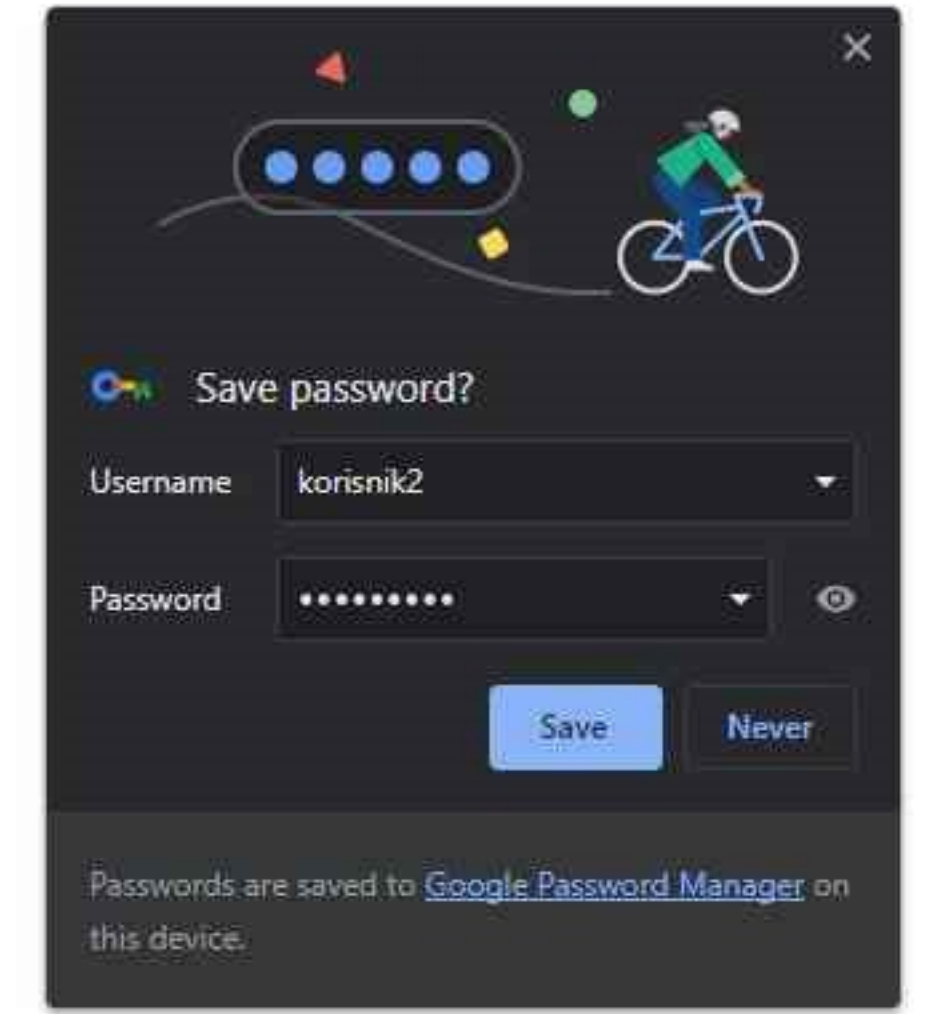 Save password?
Username korisnik2
Password •••••••••
Save Never
Passwords are saved to Google Password Manager on
this device.